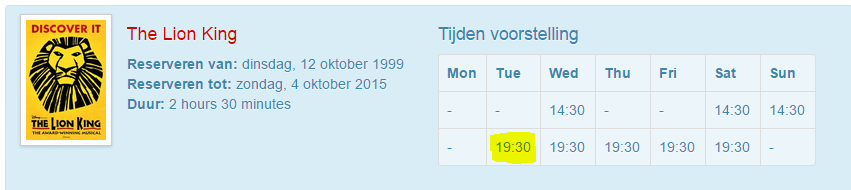 DISCOVER IT
THE LION KING
THE AWARD-WINNING MUSICAL
The Lion King
Reserveren van: dinsdag, 12 oktober 1999
Reserveren tot: zondag, 4 oktober 2015
Duur: 2 hours 30 minutes
Tijden voorstelling
Mon Tue Wed Thu Fri Sat Sun
- - 14:30 - - 14:30 14:30
- 19:30 19:30 19:30 19:30 19:30 -